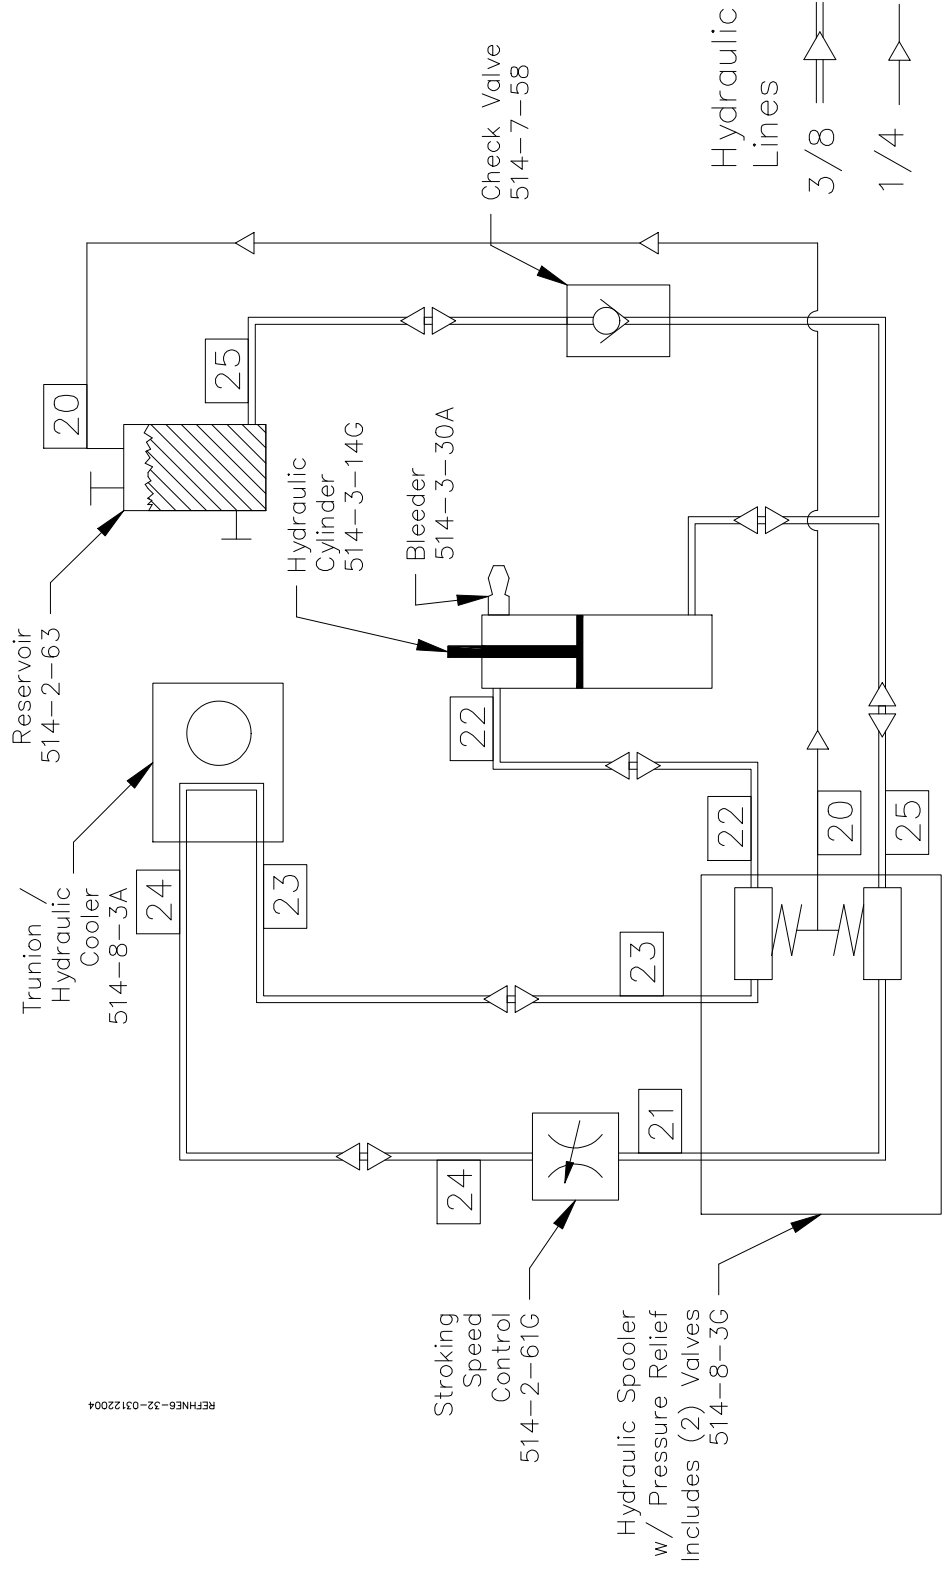 Reservoir
514-2-63
Trunion /
Hydraulic
Cooler
514-8-3A
20
25
Hydraulic
Cylinder
514-3-14G
Bleeder
514-3-30A
Check Valve
514-7-58
Hydraulic
Lines
3/8
1/4
24
23
22
22
20
25
23
24
21
Stroking
Speed
Control
514-2-61G
Hydraulic Spooler
w/ Pressure Relief
Includes (2) Valves
514-8-3G
REFHNE6-32-03122004